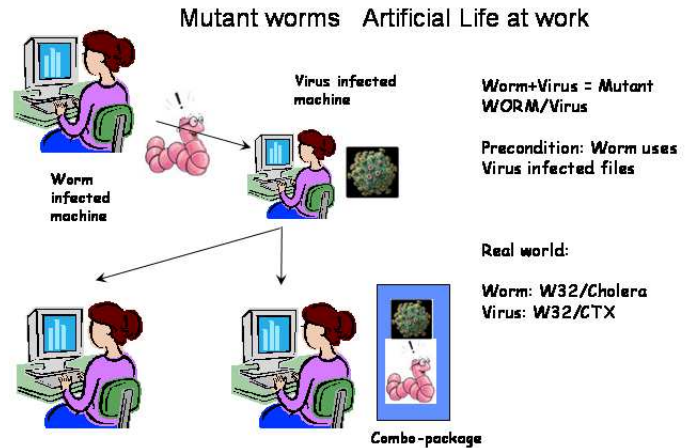 Mutant worms Artificial Life at work
Virus infected
machine
Worm
infected
machine
Worm+Virus = Mutant
WORM/Virus
Precondition: Worm uses
Virus infected files
Real world:
Worm: W32/Cholera
Virus: W32/CTX
Combo-package